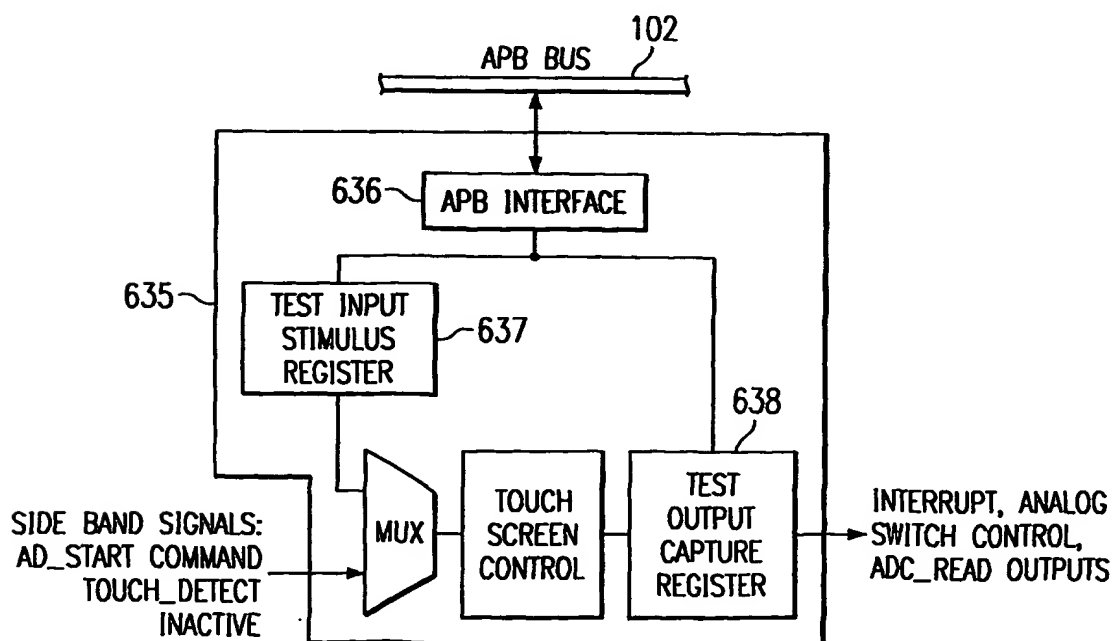 102
APB BUS
636
APB INTERFACE
635
TEST INPUT
STIMULUS
REGISTER
637
638
SIDE BAND SIGNALS:
AD_START COMMAND
TOUCH_DETECT
INACTIVE
MUX
TOUCH
SCREEN
CONTROL
TEST
OUTPUT
CAPTURE
REGISTER
INTERRUPT, ANALOG
SWITCH CONTROL,
ADC_READ OUTPUTS